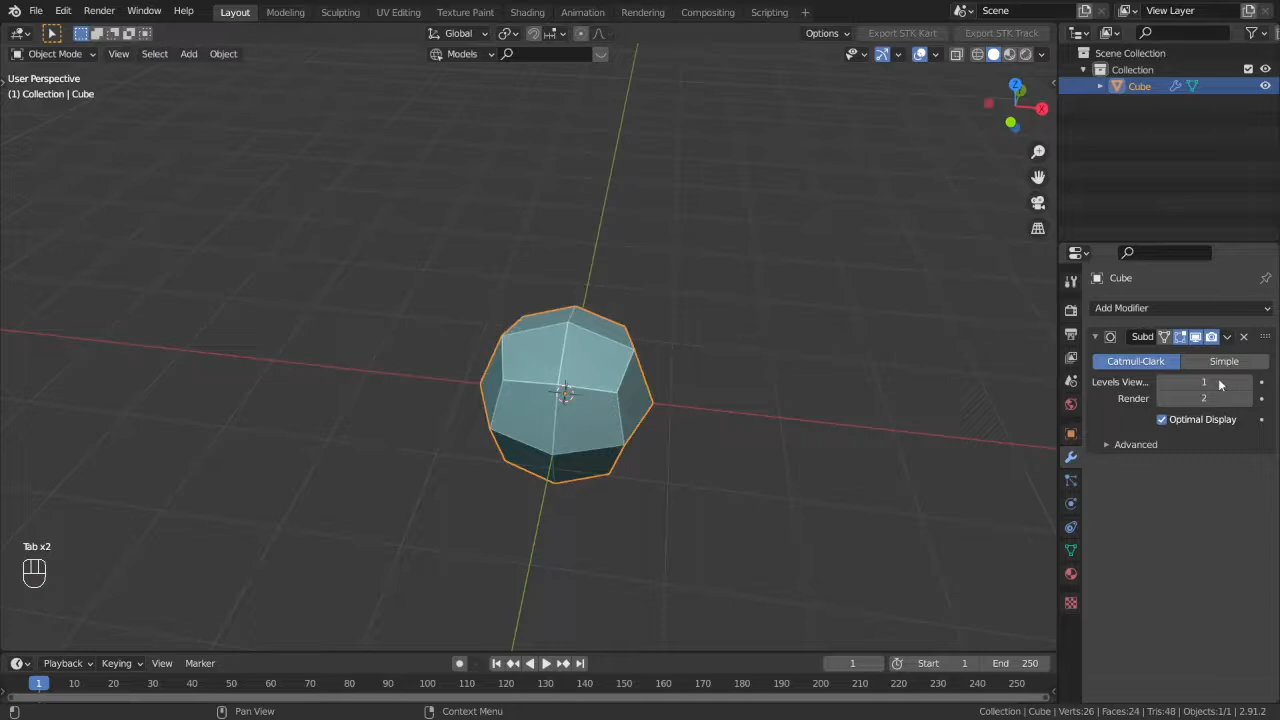 File Edit Render Window Help Layout Modeling Sculpting UV Editing Texture Paint Shading Animation Rendering Compositing Scripting + Scene View Layer
Global Options Export STK Kart Export STK Track
Object Mode View Select Add Object Models
Scene Collection
Collection
Cube
User Perspective
(1) Collection | Cube
Z
X
Cube
Add Modifier
Subd
Catmull-Clark Simple
Levels View... 1
Render 2
Optimal Display
Advanced
Tab x2
Playback Keying View Marker 1 Start 1 End 250
1 10 20 30 40 50 60 70 80 90 100 110 120 130 140 150 160 170 180 190 200 210 220 230 240 250
Pan View Context Menu Collection | Cube | Verts:26 | Faces:24 | Tris:48 | Objects:1/1 | 2.91.2